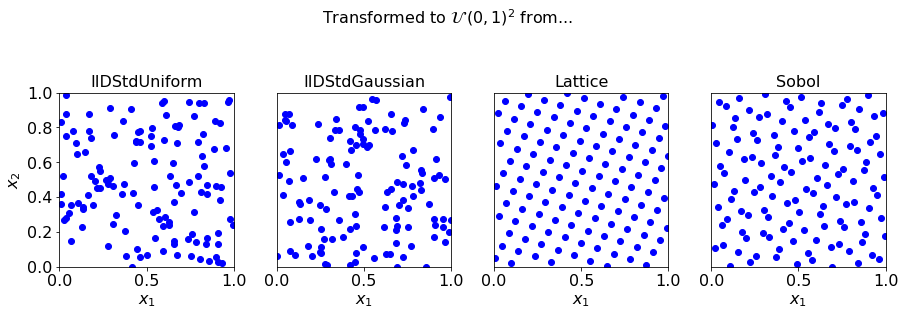 Transformed to 𝒰(0, 1)² from...
IIDStdUniform
IIDStdGaussian
Lattice
Sobol
1.0
0.8
0.6
0.4
0.2
0.0
x₂
0.0 0.5 1.0
0.0 0.5 1.0
0.0 0.5 1.0
0.0 0.5 1.0
x₁
x₁
x₁
x₁